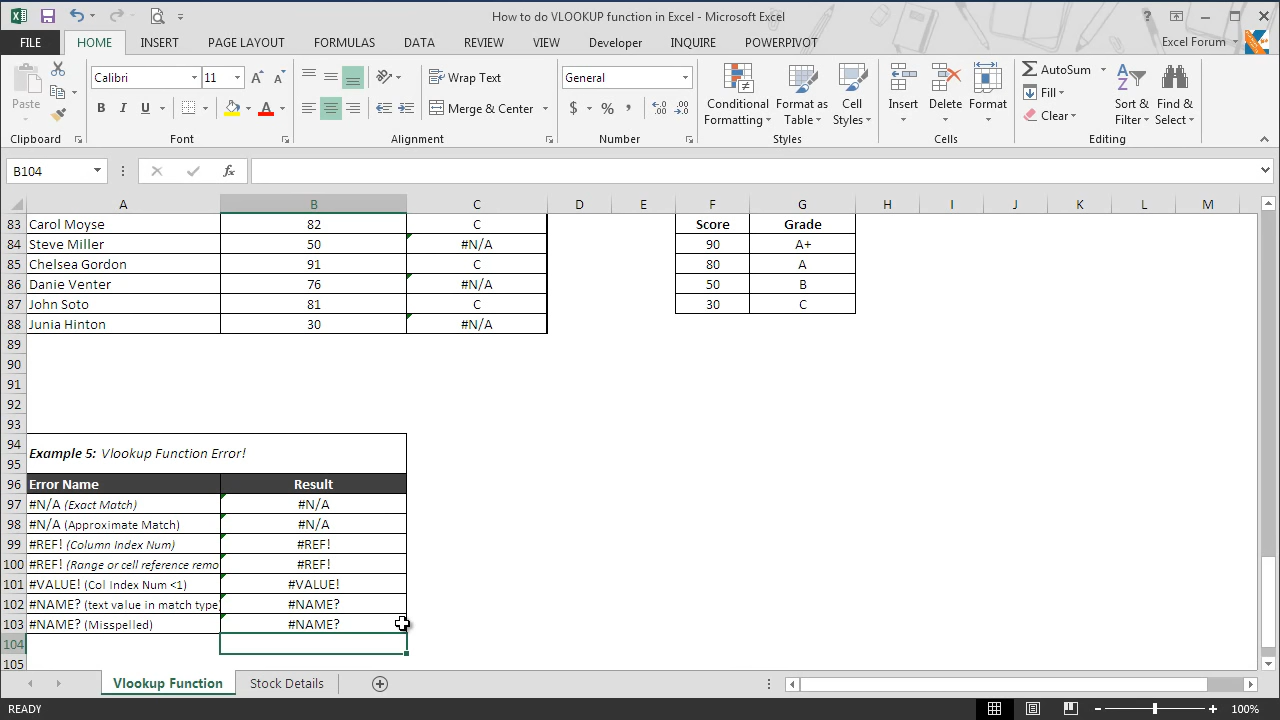 How to do VLOOKUP function in Excel - Microsoft Excel
FILE HOME INSERT PAGE LAYOUT FORMULAS DATA REVIEW VIEW Developer INQUIRE POWERPIVOT Excel Forum
Paste
Calibri 11
B I U A
Wrap Text
Merge & Center
General
$ % ,
Conditional Formatting
Format as Table
Cell Styles
Insert
Delete
Format
AutoSum
Fill
Clear
Sort & Filter
Find & Select
Clipboard Font Alignment Number Styles Cells Editing
B104 fx
A B C D E F G H I J K L M
83 Carol Moyse 82 C Score Grade
84 Steve Miller 50 #N/A 90 A+
85 Chelsea Gordon 91 C 80 A
86 Danie Venter 76 #N/A 50 B
87 John Soto 81 C 30 C
88 Junia Hinton 30 #N/A
89
90
91
92
93
94
Example 5: Vlookup Function Error!
95
96 Error Name Result
97 #N/A (Exact Match) #N/A
98 #N/A (Approximate Match) #N/A
99 #REF! (Column Index Num) #REF!
100 #REF! (Range or cell reference remo #REF!
101 #VALUE! (Col Index Num <1) #VALUE!
102 #NAME? (text value in match type #NAME?
103 #NAME? (Misspelled) #NAME?
104
105
Vlookup Function Stock Details
READY 100%